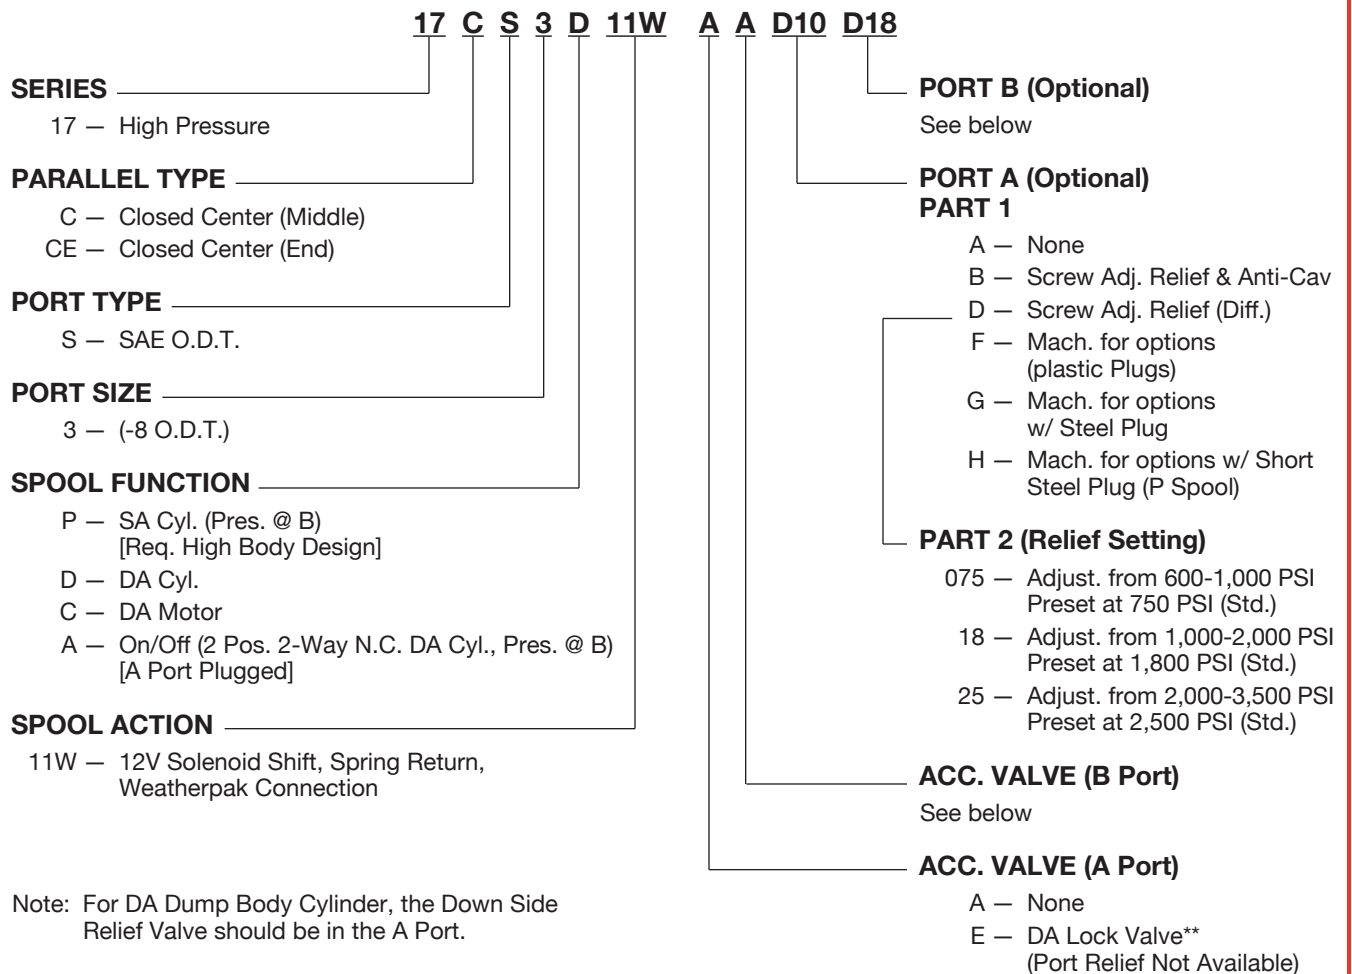 17 C S 3 D 11W A A D10 D18
SERIES
17 — High Pressure
PARALLEL TYPE
C — Closed Center (Middle)
CE — Closed Center (End)
PORT TYPE
S — SAE O.D.T.
PORT SIZE
3 — (-8 O.D.T.)
SPOOL FUNCTION
P — SA Cyl. (Pres. @ B)
[Req. High Body Design]
D — DA Cyl.
C — DA Motor
A — On/Off (2 Pos. 2-Way N.C. DA Cyl., Pres. @ B)
[A Port Plugged]
SPOOL ACTION
11W — 12V Solenoid Shift, Spring Return,
Weatherpak Connection
Note: For DA Dump Body Cylinder, the Down Side
Relief Valve should be in the A Port.
PORT B (Optional)
See below
PORT A (Optional)
PART 1
A — None
B — Screw Adj. Relief & Anti-Cav
D — Screw Adj. Relief (Diff.)
F — Mach. for options
(plastic Plugs)
G — Mach. for options
w/ Steel Plug
H — Mach. for options w/ Short
Steel Plug (P Spool)
PART 2 (Relief Setting)
075 — Adjust. from 600-1,000 PSI
Preset at 750 PSI (Std.)
18 — Adjust. from 1,000-2,000 PSI
Preset at 1,800 PSI (Std.)
25 — Adjust. from 2,000-3,500 PSI
Preset at 2,500 PSI (Std.)
ACC. VALVE (B Port)
See below
ACC. VALVE (A Port)
A — None
E — DA Lock Valve**
(Port Relief Not Available)